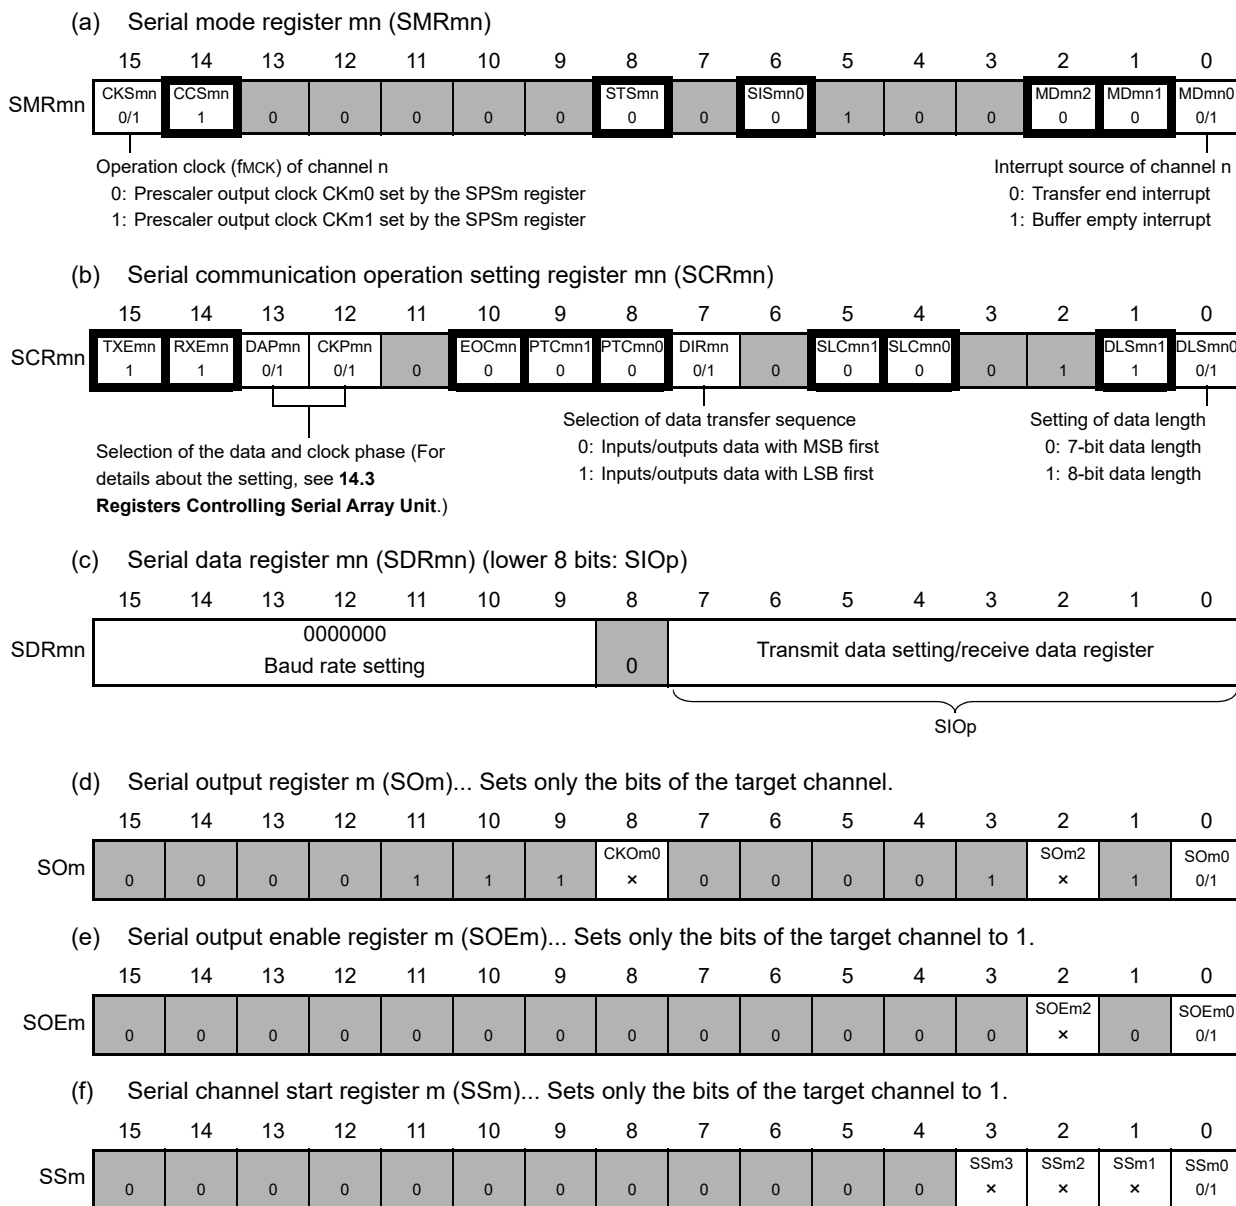 (a) Serial mode register mn (SMRmn)
15 14 13 12 11 10 9 8 7 6 5 4 3 2 1 0
SMRmn CKSmn CCSmn STSmn SISmn0 MDmn2 MDmn1 MDmn0
0/1 1 0 0 0 0 0 0 0 0 1 0 0 0 0 0/1
Operation clock (fMCK) of channel n
0: Prescaler output clock CKm0 set by the SPSm register
1: Prescaler output clock CKm1 set by the SPSm register
Interrupt source of channel n
0: Transfer end interrupt
1: Buffer empty interrupt
(b) Serial communication operation setting register mn (SCRmn)
15 14 13 12 11 10 9 8 7 6 5 4 3 2 1 0
SCRmn TXEmn RXEmn DAPmn CKPmn EOCmn PTCmn1 PTCmn0 DIRmn SLCmn1 SLCmn0 DLSmn1 DLSmn0
1 1 0/1 0/1 0 0 0 0 0/1 0 0 0 0 1 1 0/1
Selection of the data and clock phase (For
details about the setting, see 14.3
Registers Controlling Serial Array Unit.)
Selection of data transfer sequence
0: Inputs/outputs data with MSB first
1: Inputs/outputs data with LSB first
Setting of data length
0: 7-bit data length
1: 8-bit data length
(c) Serial data register mn (SDRmn) (lower 8 bits: SIOp)
15 14 13 12 11 10 9 8 7 6 5 4 3 2 1 0
SDRmn 0000000
Baud rate setting 0 Transmit data setting/receive data register
SIOp
(d) Serial output register m (SOm)... Sets only the bits of the target channel.
15 14 13 12 11 10 9 8 7 6 5 4 3 2 1 0
SOm CKOm0 SOm2 SOm0
0 0 0 0 1 1 1 × 0 0 0 0 1 × 1 0/1
(e) Serial output enable register m (SOEm)... Sets only the bits of the target channel to 1.
15 14 13 12 11 10 9 8 7 6 5 4 3 2 1 0
SOEm SOEm2 SOEm0
0 0 0 0 0 0 0 0 0 0 0 0 0 × 0 0/1
(f) Serial channel start register m (SSm)... Sets only the bits of the target channel to 1.
15 14 13 12 11 10 9 8 7 6 5 4 3 2 1 0
SSm SSm3 SSm2 SSm1 SSm0
0 0 0 0 0 0 0 0 0 0 0 0 × × × 0/1